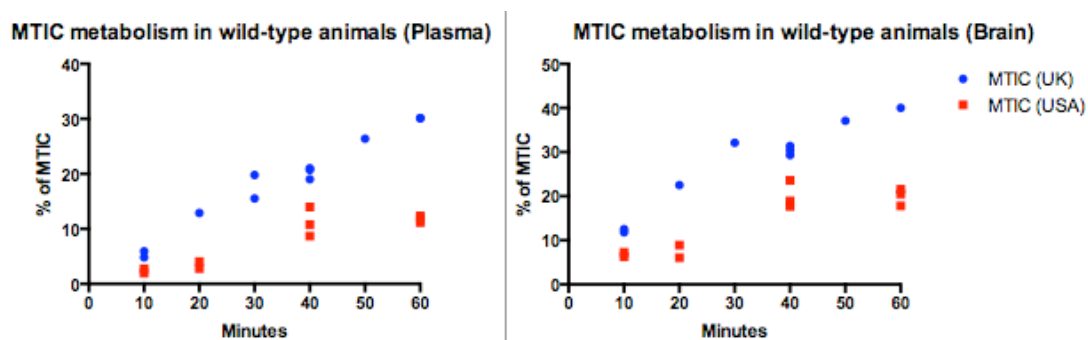 MTIC metabolism in wild-type animals (Plasma)
40
30
20
10
0
% of MTIC
0 10 20 30 40 50 60
Minutes
MTIC metabolism in wild-type animals (Brain)
50
40
30
20
10
0
% of MTIC
0 10 20 30 40 50 60
Minutes
MTIC (UK)
MTIC (USA)